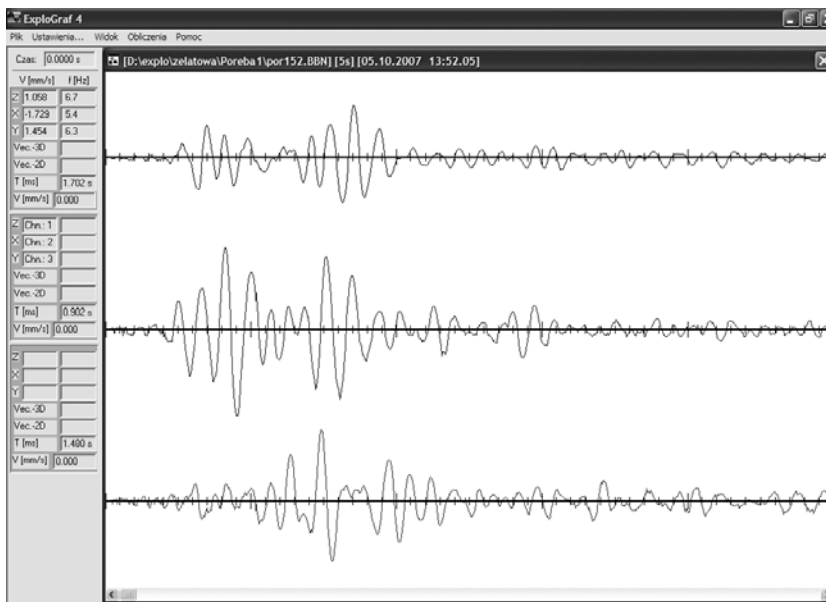 ExploGraf 4
Plik Ustawienia... Widok Obliczenia Pomoc
Czas: 0.0000 s
[D:\explo\zelatowa\Poreba1\por152.BBN] [5s] [05.10.2007 13:52.05]
V [mm/s] f [Hz]
Z 1.058 6.7
X -1.729 5.4
Y 1.454 6.3
Vec.-3D
Vec.-2D
T [ms] 1.702 s
V [mm/s] 0.000
Z Chn.: 1
X Chn.: 2
Y Chn.: 3
Vec.-3D
Vec.-2D
T [ms] 0.902 s
V [mm/s] 0.000
Z
X
Y
Vec.-3D
Vec.-2D
T [ms] 1.480 s
V [mm/s] 0.000